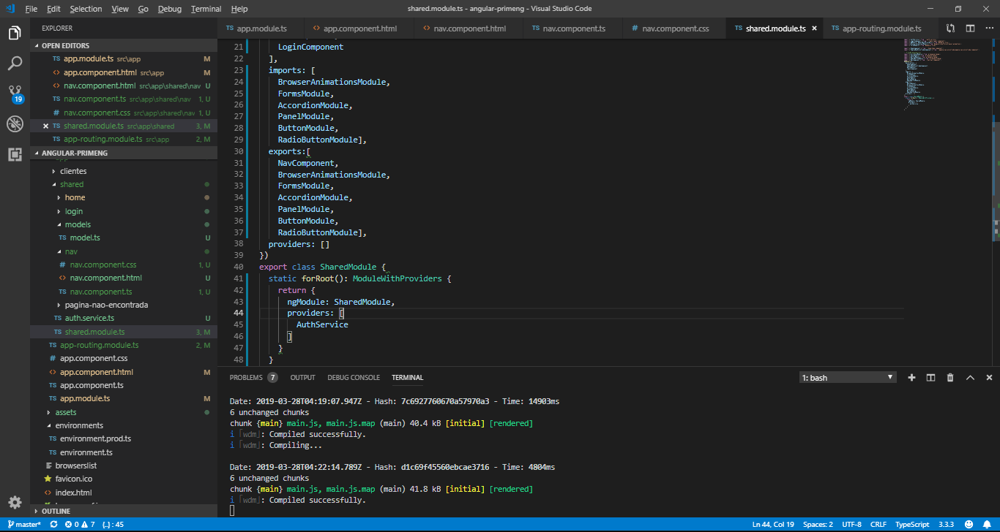 File Edit Selection View Go Debug Terminal Help
shared.module.ts - angular-primeng - Visual Studio Code
EXPLORER
OPEN EDITORS
TS app.module.ts src\app M
<> app.component.html src\app M
<> nav.component.html src\app\shared\nav U
TS nav.component.ts src\app\shared\nav 1, U
# nav.component.css src\app\shared\nav 1, U
× TS shared.module.ts src\app\shared 3, M
TS app-routing.module.ts src\app 2, M
ANGULAR-PRIMENG
clientes
shared
home
login
models
TS model.ts U
nav
# nav.component.css 1, U
<> nav.component.html U
TS nav.component.ts 1, U
pagina-nao-encontrada
TS auth.service.ts U
TS shared.module.ts 3, M
TS app-routing.module.ts 2, M
# app.component.css
<> app.component.html M
TS app.component.ts
TS app.module.ts M
assets
environments
TS environment.prod.ts
TS environment.ts
browserslist
favicon.ico
<> index.html
OUTLINE
19
TS app.module.ts <> app.component.html <> nav.component.html TS nav.component.ts # nav.component.css TS shared.module.ts × TS app-routing.module.ts
21 LoginComponent
22 ],
23 imports: [
24 BrowserAnimationsModule,
25 FormsModule,
26 AccordionModule,
27 PanelModule,
28 ButtonModule,
29 RadioButtonModule],
30 exports:[
31 NavComponent,
32 BrowserAnimationsModule,
33 FormsModule,
34 AccordionModule,
35 PanelModule,
36 ButtonModule,
37 RadioButtonModule],
38 providers: []
39 })
40 export class SharedModule {
41 static forRoot(): ModuleWithProviders {
42 return {
43 ngModule: SharedModule,
44 providers: [
45 AuthService
46 ]
47 }
48 }
PROBLEMS 7 OUTPUT DEBUG CONSOLE TERMINAL 1: bash
Date: 2019-03-28T04:19:07.947Z - Hash: 7c6927760670a57970a3 - Time: 14903ms
6 unchanged chunks
chunk {main} main.js, main.js.map (main) 40.4 kB [initial] [rendered]
i ｢wdm｣: Compiled successfully.
i ｢wdm｣: Compiling...
Date: 2019-03-28T04:22:14.789Z - Hash: d1c69f45560ebcae3716 - Time: 4804ms
6 unchanged chunks
chunk {main} main.js, main.js.map (main) 41.8 kB [initial] [rendered]
i ｢wdm｣: Compiled successfully.
master* 0 7 {..} : 45 Ln 44, Col 19 Spaces: 2 UTF-8 CRLF TypeScript 3.3.3